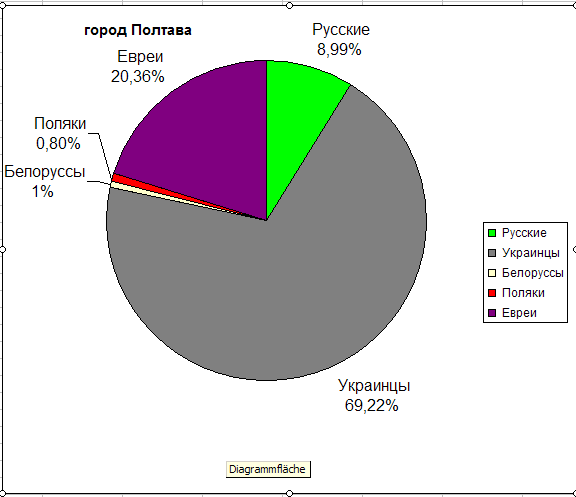 город Полтава
Русские
8,99%
Евреи
20,36%
Поляки
0,80%
Белоруссы
1%
Украинцы
69,22%
Русские
Украинцы
Белоруссы
Поляки
Евреи
Diagrammfläche